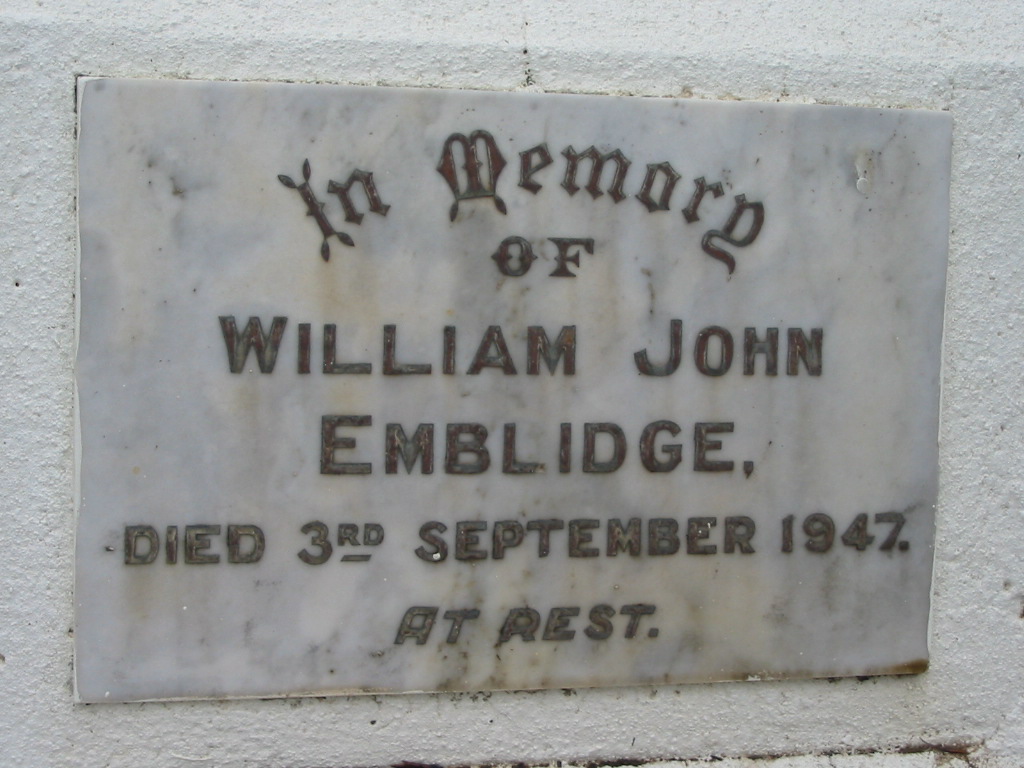 In Memory
OF
WILLIAM JOHN
EMBLIDGE,
DIED 3RD SEPTEMBER 1947.
AT REST.